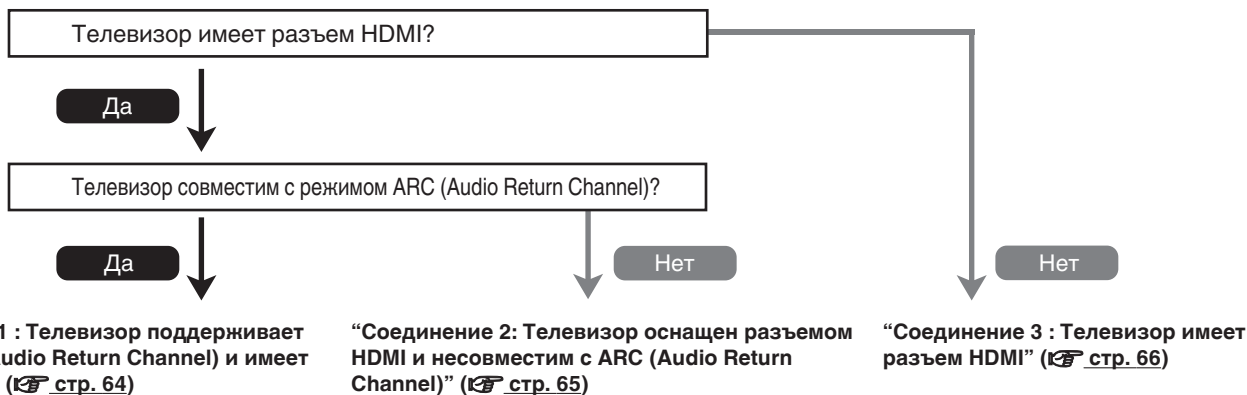 Телевизор имеет разъем HDMI?
Да
Телевизор совместим с режимом ARC (Audio Return Channel)?
Да
Нет
Нет
1 : Телевизор поддерживает
udio Return Channel) и имеет
(☞ стр. 64)
“Соединение 2: Телевизор оснащен разъемом
HDMI и несовместим с ARC (Audio Return
Channel)” (☞ стр. 65)
“Соединение 3 : Телевизор имеет
разъем HDMI” (☞ стр. 66)